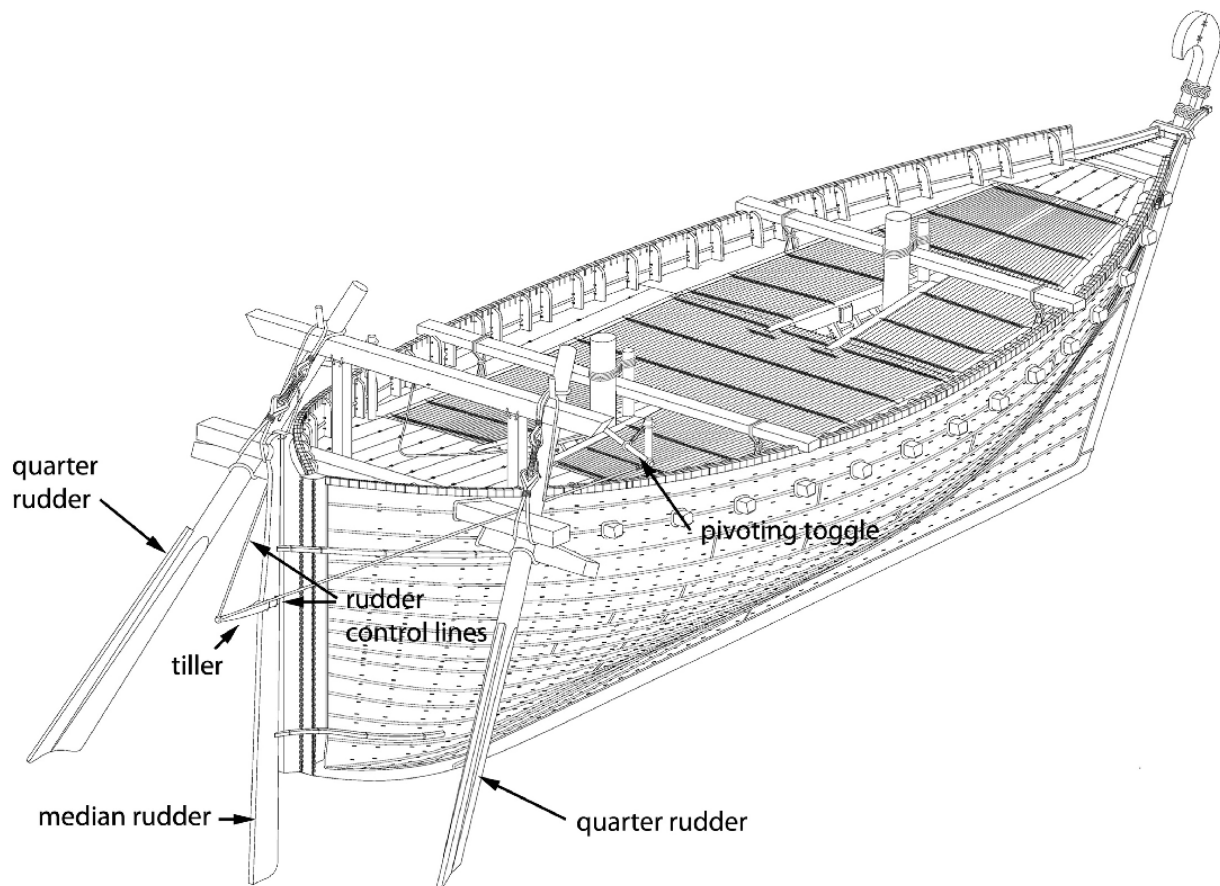 quarter
rudder
pivoting toggle
rudder
control lines
tiller
median rudder
quarter rudder